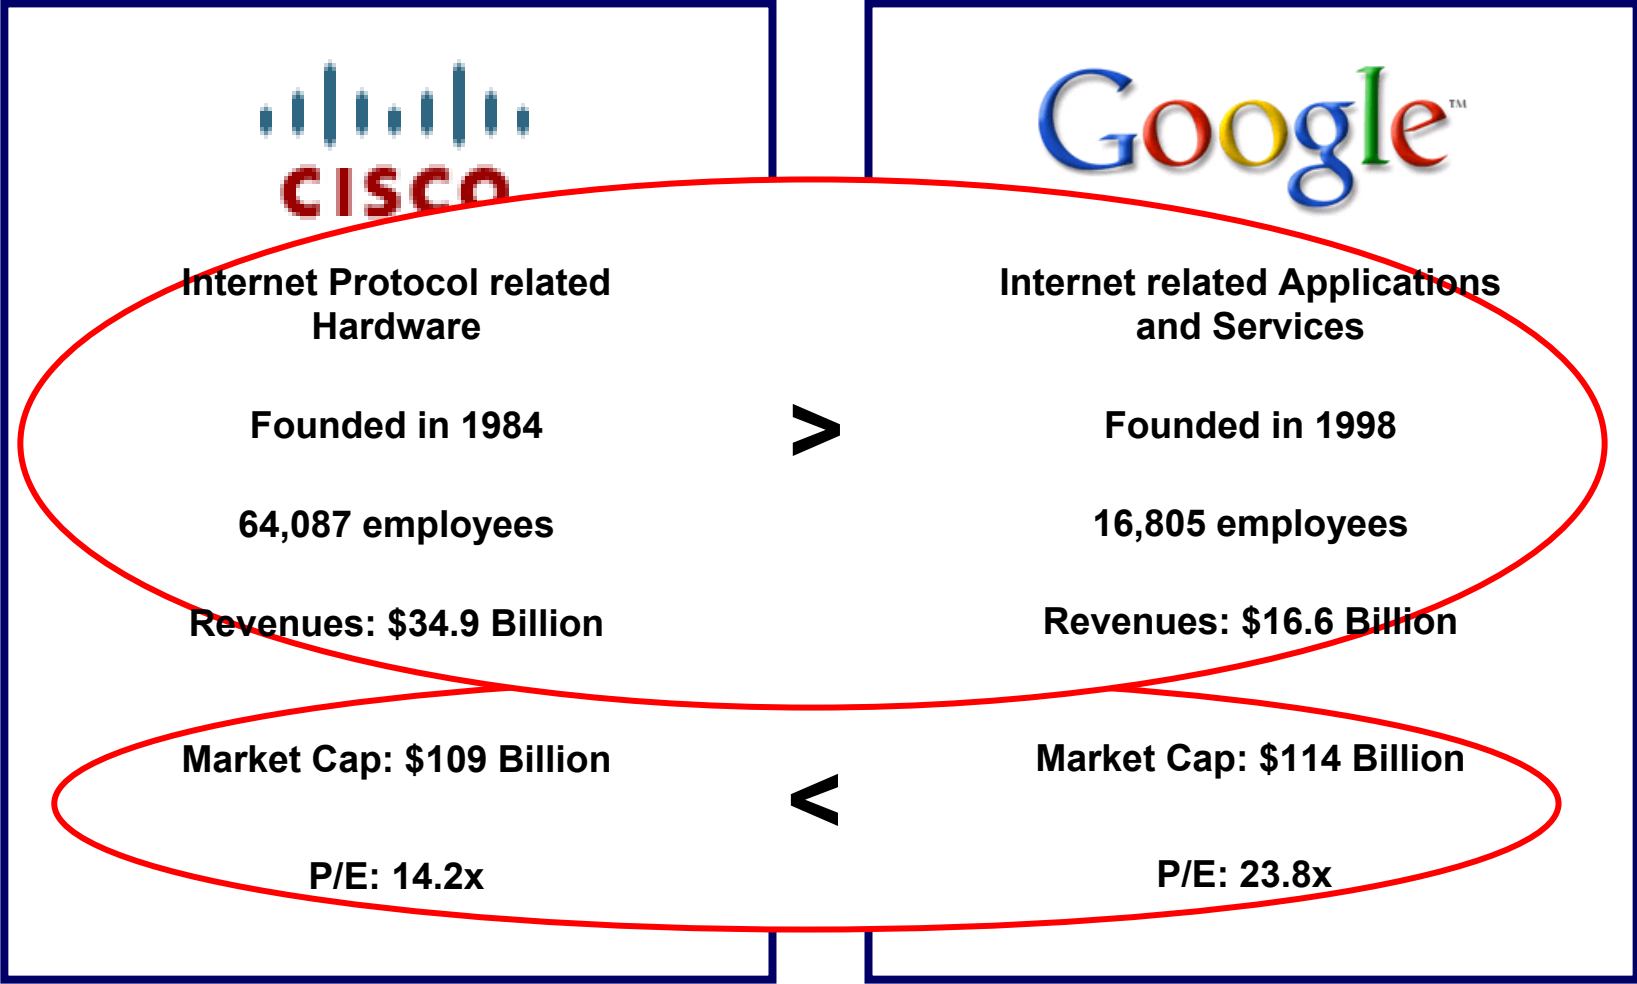 CISCO
Internet Protocol related
Hardware
Founded in 1984
64,087 employees
Revenues: $34.9 Billion
Market Cap: $109 Billion
P/E: 14.2x
>
<
Google™
Internet related Applications
and Services
Founded in 1998
16,805 employees
Revenues: $16.6 Billion
Market Cap: $114 Billion
P/E: 23.8x